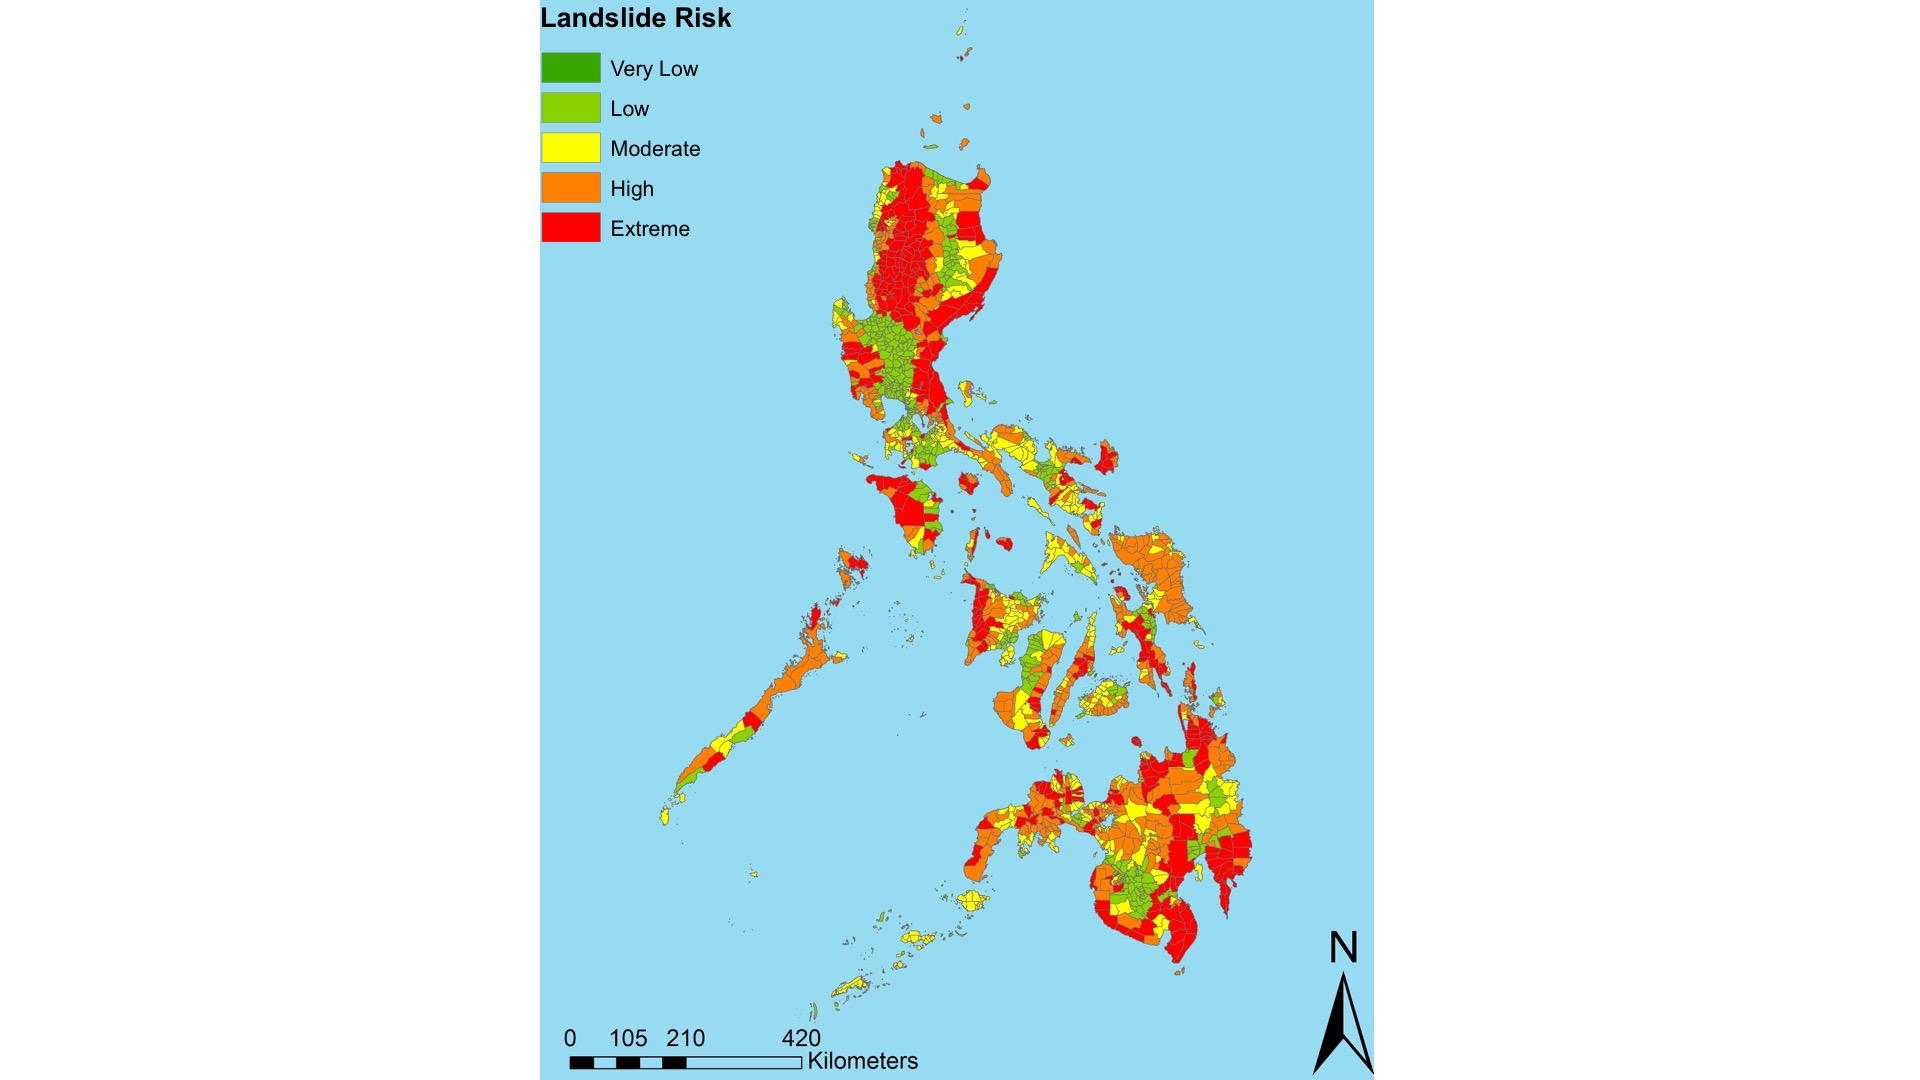 Landslide Risk
Very Low
Low
Moderate
High
Extreme
N
0 105 210 420
Kilometers